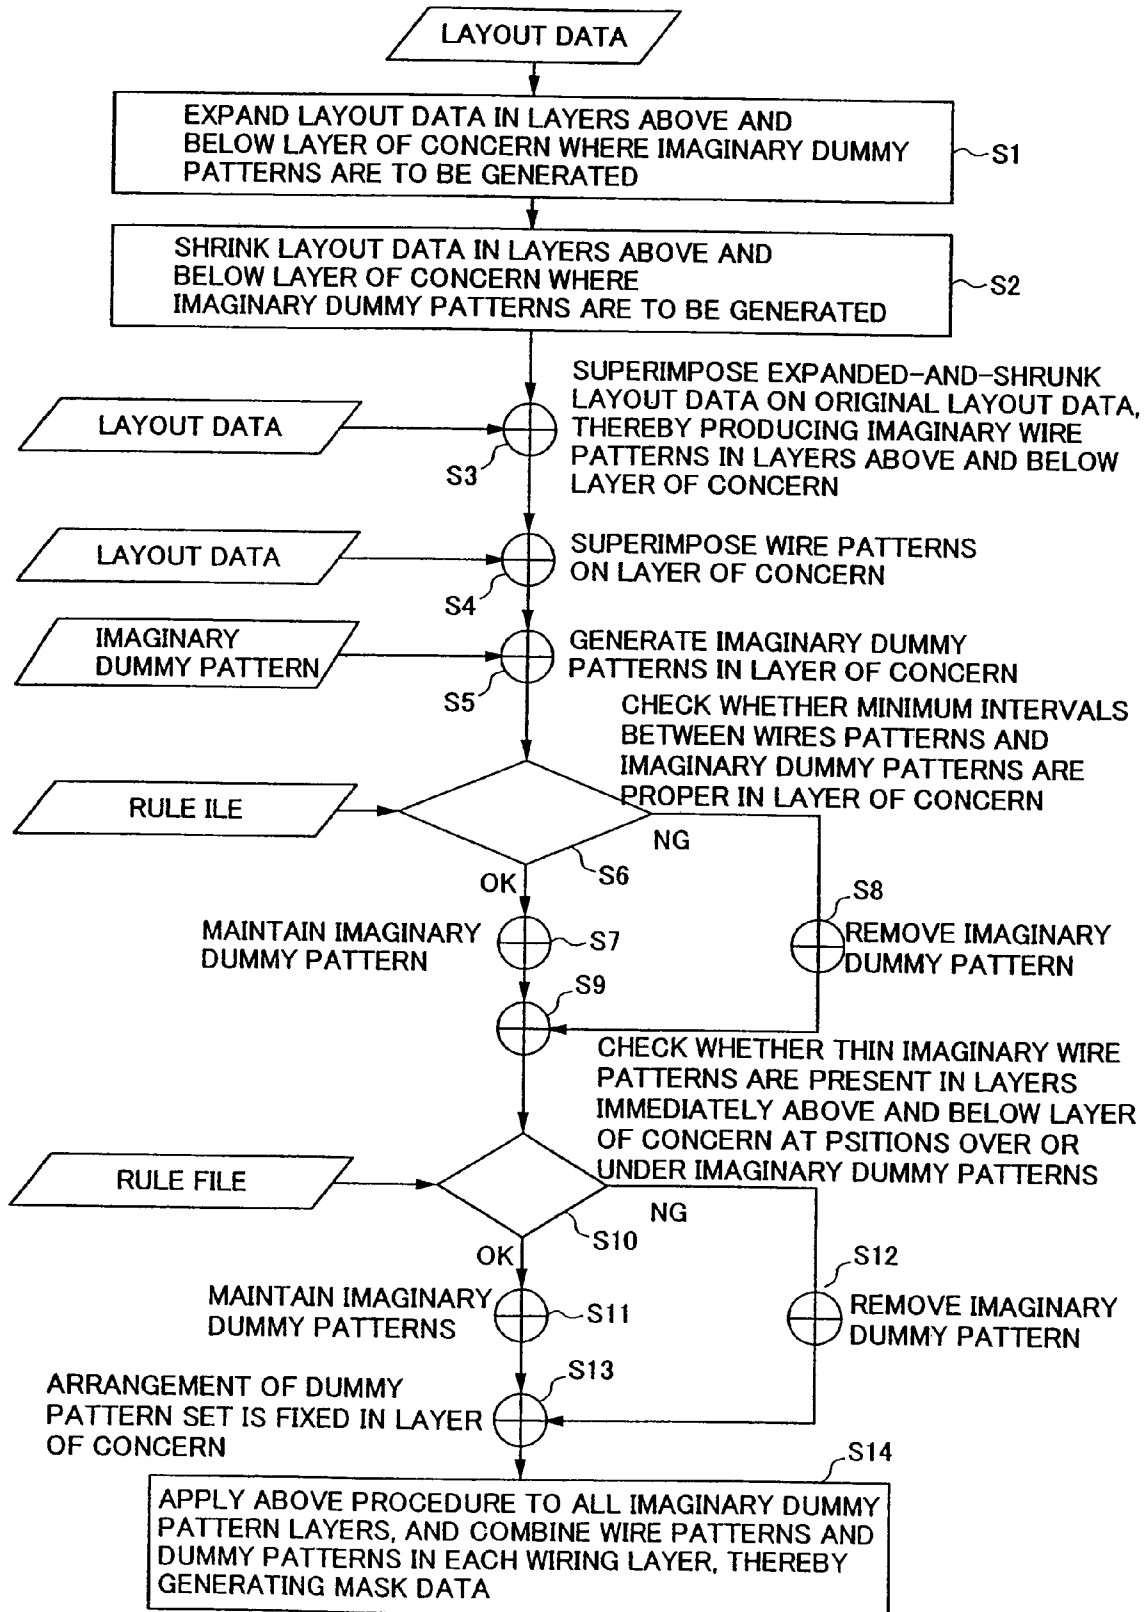 LAYOUT DATA
EXPAND LAYOUT DATA IN LAYERS ABOVE AND
BELOW LAYER OF CONCERN WHERE IMAGINARY DUMMY
PATTERNS ARE TO BE GENERATED
S1
SHRINK LAYOUT DATA IN LAYERS ABOVE AND
BELOW LAYER OF CONCERN WHERE
IMAGINARY DUMMY PATTERNS ARE TO BE GENERATED
S2
SUPERIMPOSE EXPANDED-AND-SHRUNK
LAYOUT DATA ON ORIGINAL LAYOUT DATA,
THEREBY PRODUCING IMAGINARY WIRE
PATTERNS IN LAYERS ABOVE AND BELOW
LAYER OF CONCERN
LAYOUT DATA
S3
LAYOUT DATA
SUPERIMPOSE WIRE PATTERNS
ON LAYER OF CONCERN
S4
IMAGINARY
DUMMY PATTERN
GENERATE IMAGINARY DUMMY
PATTERNS IN LAYER OF CONCERN
S5
CHECK WHETHER MINIMUM INTERVALS
BETWEEN WIRES PATTERNS AND
IMAGINARY DUMMY PATTERNS ARE
PROPER IN LAYER OF CONCERN
RULE ILE
NG
S6
OK
S8
MAINTAIN IMAGINARY
DUMMY PATTERN
S7
REMOVE IMAGINARY
DUMMY PATTERN
S9
CHECK WHETHER THIN IMAGINARY WIRE
PATTERNS ARE PRESENT IN LAYERS
IMMEDIATELY ABOVE AND BELOW LAYER
OF CONCERN AT PSITIONS OVER OR
UNDER IMAGINARY DUMMY PATTERNS
RULE FILE
NG
S10
OK
S12
MAINTAIN IMAGINARY
DUMMY PATTERNS
S11
REMOVE IMAGINARY
DUMMY PATTERN
S13
ARRANGEMENT OF DUMMY
PATTERN SET IS FIXED IN LAYER
OF CONCERN
S14
APPLY ABOVE PROCEDURE TO ALL IMAGINARY DUMMY
PATTERN LAYERS, AND COMBINE WIRE PATTERNS AND
DUMMY PATTERNS IN EACH WIRING LAYER, THEREBY
GENERATING MASK DATA